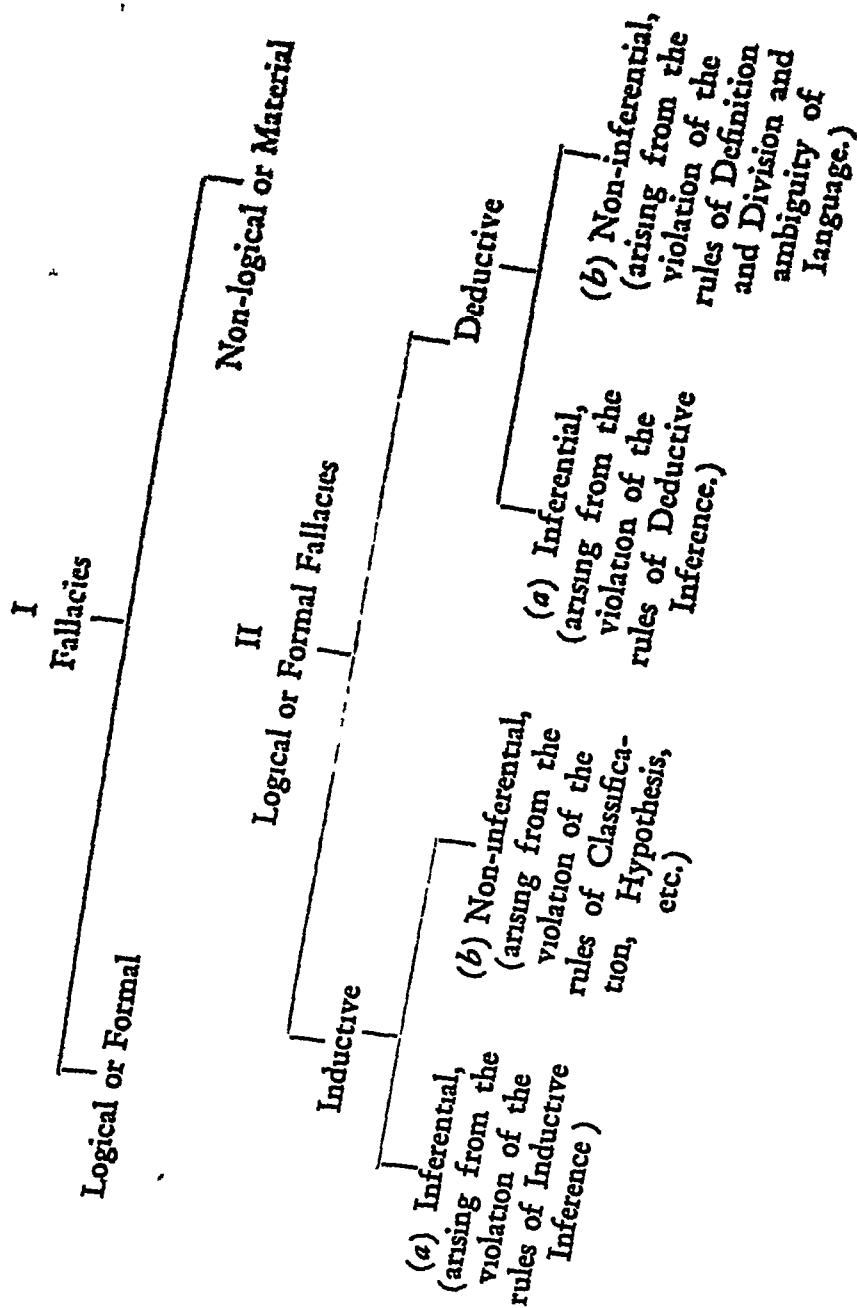 I
Fallacies
Logical or Formal
Non-logical or Material
II
Logical or Formal Fallacies
Inductive
Deductive
(a) Inferential,
(arising from the
violation of the
rules of Inductive
Inference )
(b) Non-inferential,
(arising from the
violation of the
rules of Classifica-
tion, Hypothesis,
etc.)
(a) Inferential,
(arising from the
violation of the
rules of Deductive
Inference.)
(b) Non-inferential,
(arising from the
violation of the
rules of Definition
and Division and
ambiguity of
language.)